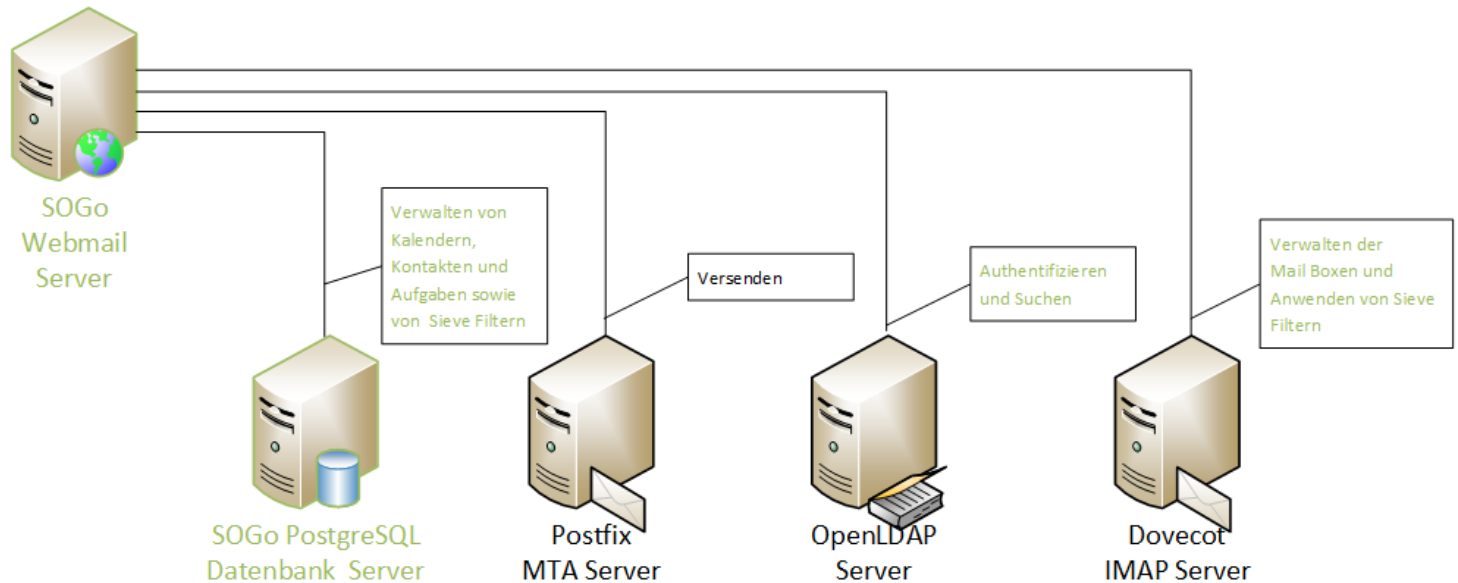 SOGo
Webmail
Server
Verwalten von
Kalendern,
Kontakten und
Aufgaben sowie
von Sieve Filtern
Versenden
Authentifizieren
und Suchen
Verwalten der
Mail Boxen und
Anwenden von Sieve
Filtern
SOGo PostgreSQL
Datenbank Server
Postfix
MTA Server
OpenLDAP
Server
Dovecot
IMAP Server